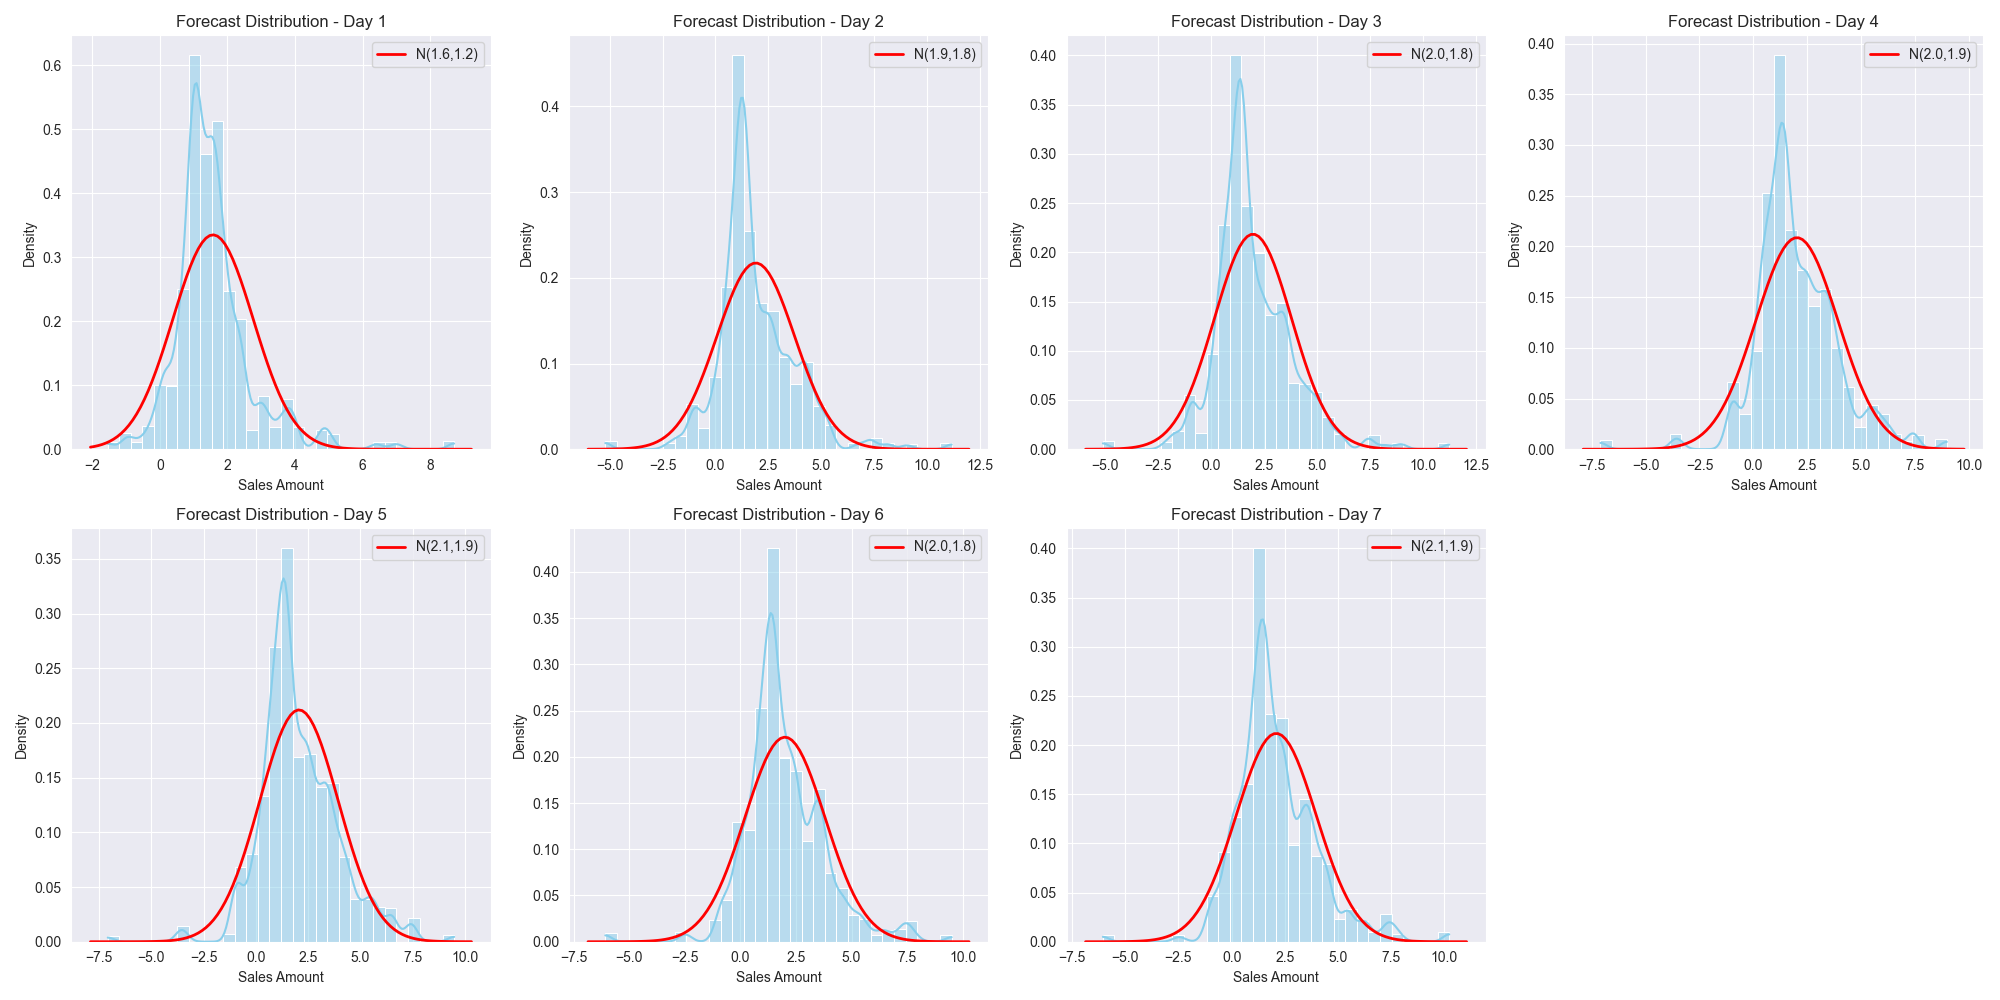 Forecast Distribution - Day 1
N(1.6,1.2)
Density
0.6
0.5
0.4
0.3
0.2
0.1
0.0
−2 0 2 4 6 8
Sales Amount
Forecast Distribution - Day 2
N(1.9,1.8)
Density
0.4
0.3
0.2
0.1
0.0
−5.0 −2.5 0.0 2.5 5.0 7.5 10.0 12.5
Sales Amount
Forecast Distribution - Day 3
N(2.0,1.8)
Density
0.40
0.35
0.30
0.25
0.20
0.15
0.10
0.05
0.00
−5.0 −2.5 0.0 2.5 5.0 7.5 10.0 12.5
Sales Amount
Forecast Distribution - Day 4
N(2.0,1.9)
Density
0.40
0.35
0.30
0.25
0.20
0.15
0.10
0.05
0.00
−7.5 −5.0 −2.5 0.0 2.5 5.0 7.5 10.0
Sales Amount
Forecast Distribution - Day 5
N(2.1,1.9)
Density
0.35
0.30
0.25
0.20
0.15
0.10
0.05
0.00
−7.5 −5.0 −2.5 0.0 2.5 5.0 7.5 10.0
Sales Amount
Forecast Distribution - Day 6
N(2.0,1.8)
Density
0.40
0.35
0.30
0.25
0.20
0.15
0.10
0.05
0.00
−7.5 −5.0 −2.5 0.0 2.5 5.0 7.5 10.0
Sales Amount
Forecast Distribution - Day 7
N(2.1,1.9)
Density
0.40
0.35
0.30
0.25
0.20
0.15
0.10
0.05
0.00
−7.5 −5.0 −2.5 0.0 2.5 5.0 7.5 10.0
Sales Amount